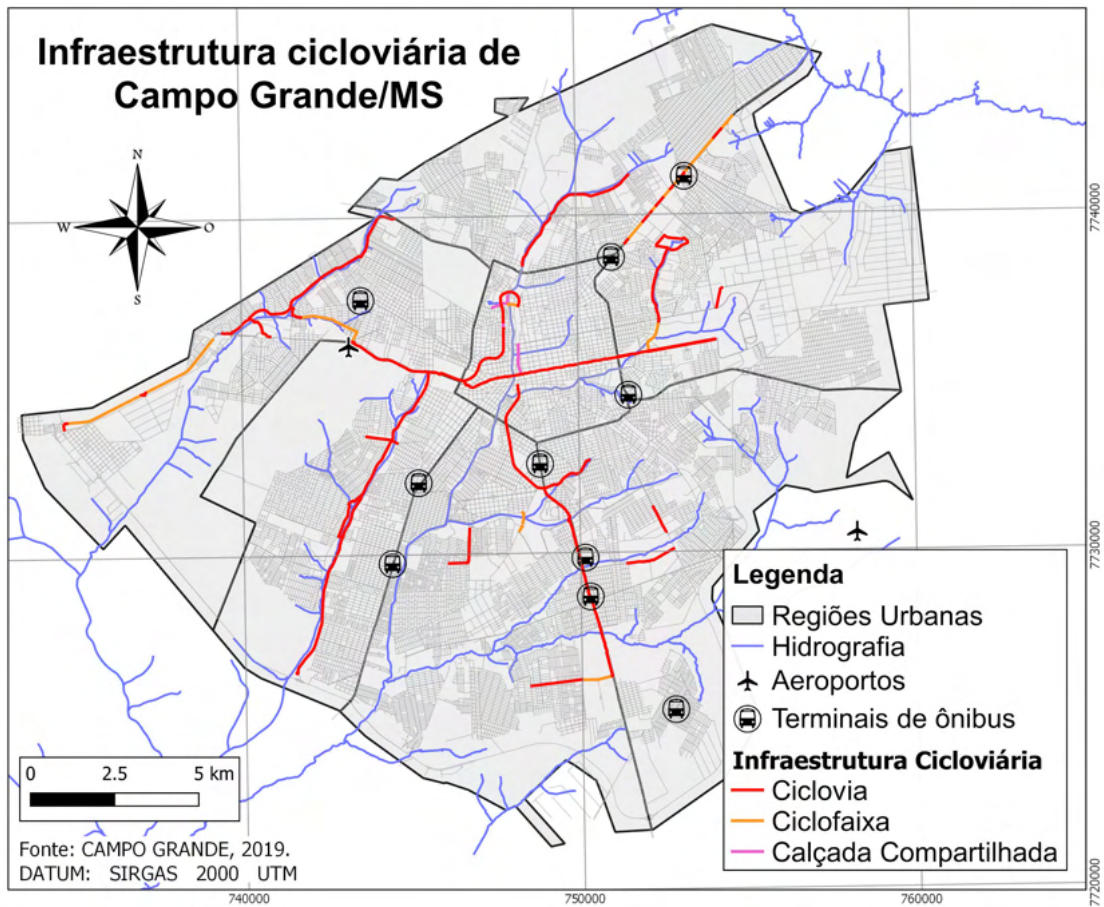 Infraestrutura cicloviária de
Campo Grande/MS
N
W
O
S
7740000
7730000
7720000
Legenda
Regiões Urbanas
Hidrografia
Aeroportos
Terminais de ônibus
Infraestrutura Cicloviária
Ciclovia
Ciclofaixa
Calçada Compartilhada
0 2.5 5 km
Fonte: CAMPO GRANDE, 2019.
DATUM: SIRGAS 2000 UTM
740000
750000
760000